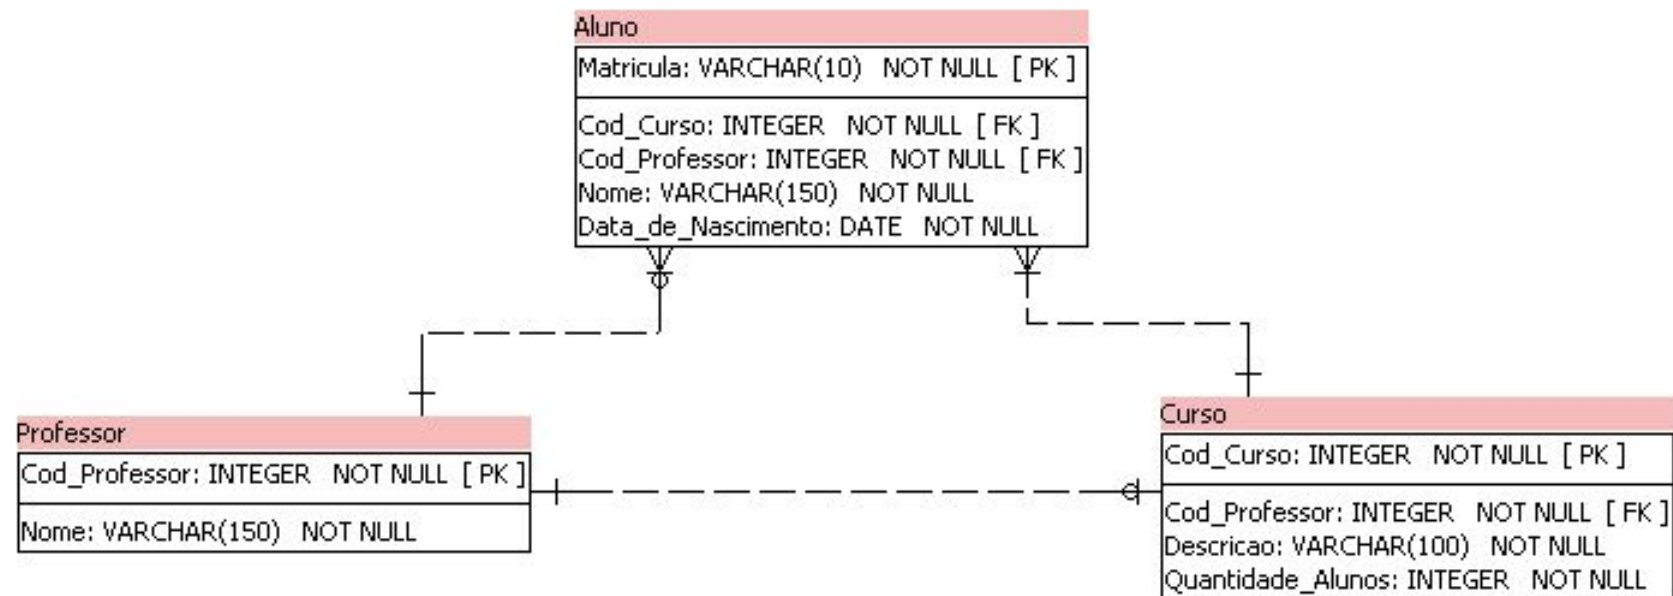 Aluno
Matricula: VARCHAR(10) NOT NULL [ PK ]
Cod_Curso: INTEGER NOT NULL [ FK ]
Cod_Professor: INTEGER NOT NULL [ FK ]
Nome: VARCHAR(150) NOT NULL
Data_de_Nascimento: DATE NOT NULL
Professor
Cod_Professor: INTEGER NOT NULL [ PK ]
Nome: VARCHAR(150) NOT NULL
Curso
Cod_Curso: INTEGER NOT NULL [ PK ]
Cod_Professor: INTEGER NOT NULL [ FK ]
Descricao: VARCHAR(100) NOT NULL
Quantidade_Alunos: INTEGER NOT NULL